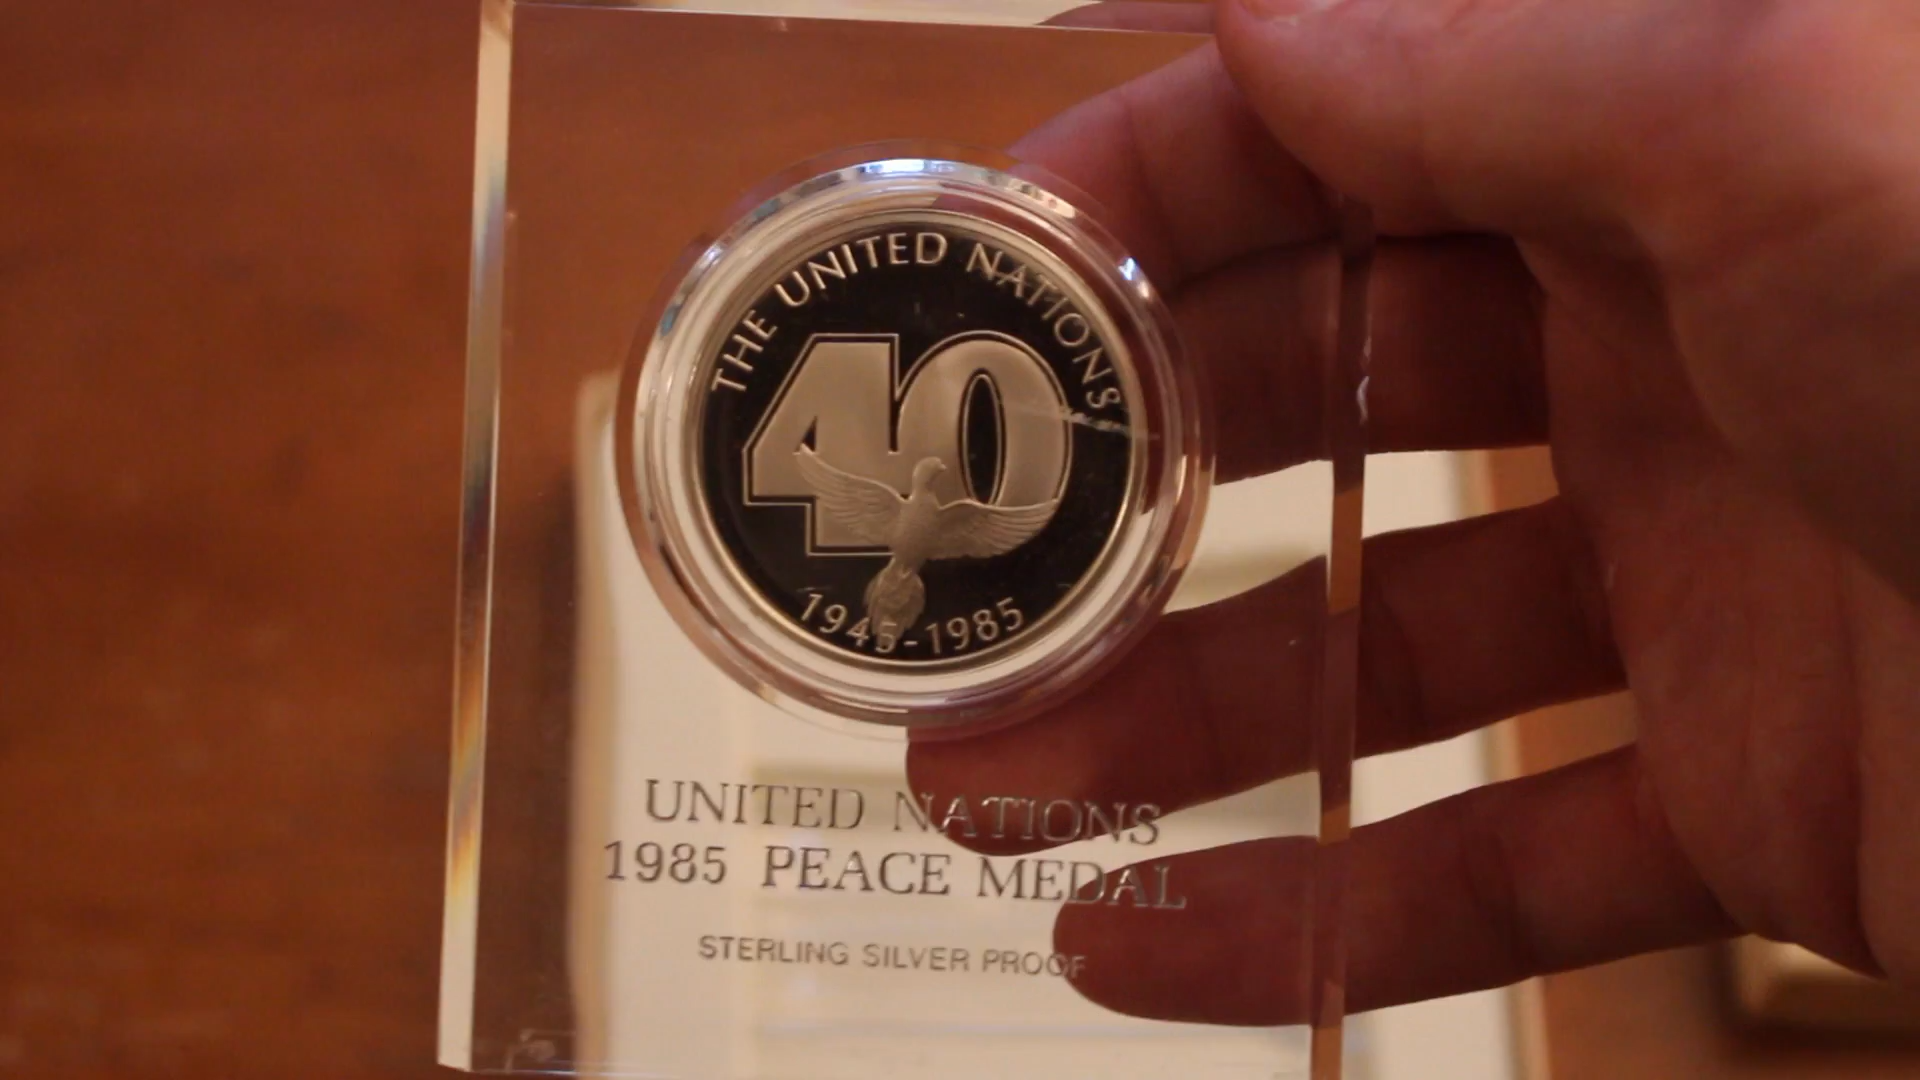 THE UNITED NATIONS
40
1945-1985
UNITED NATIONS
1985 PEACE MEDAL
STERLING SILVER PROOF